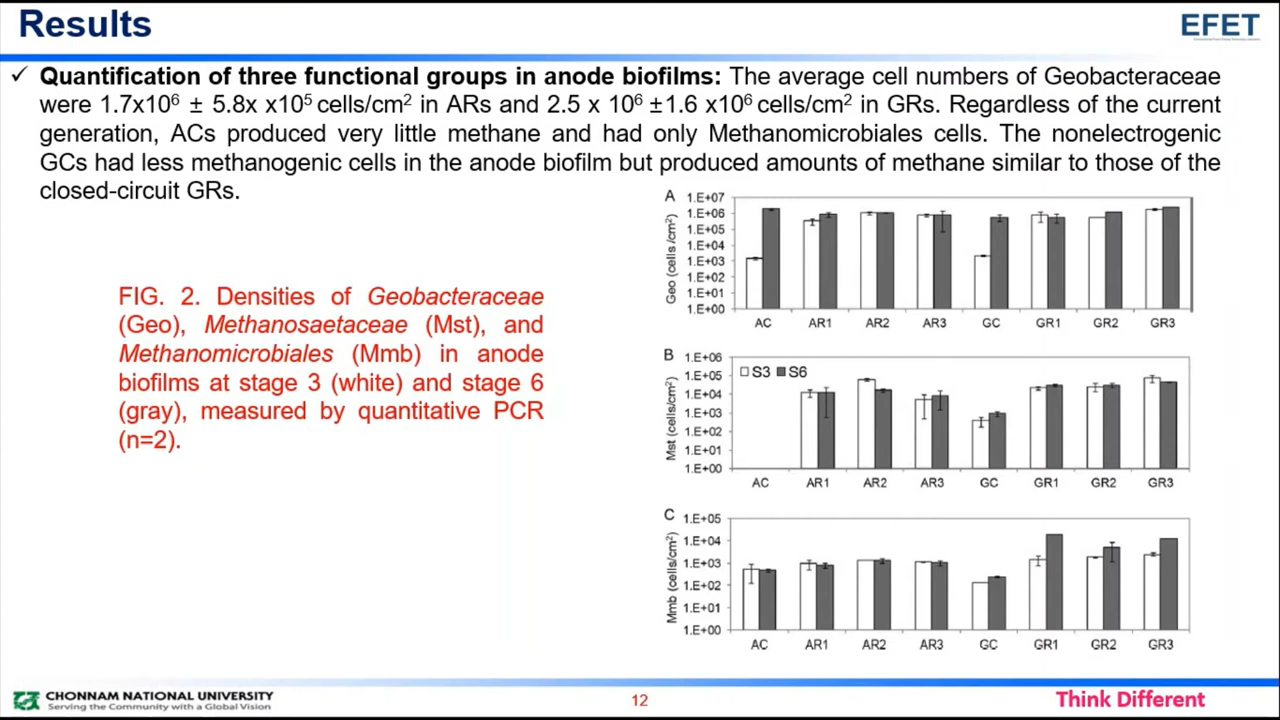 Results
EFET
✓ Quantification of three functional groups in anode biofilms: The average cell numbers of Geobacteraceae
were 1.7x10⁶ ± 5.8x x10⁵ cells/cm² in ARs and 2.5 x 10⁶ ±1.6 x10⁶ cells/cm² in GRs. Regardless of the current
generation, ACs produced very little methane and had only Methanomicrobiales cells. The nonelectrogenic
GCs had less methanogenic cells in the anode biofilm but produced amounts of methane similar to those of the
closed-circuit GRs.
FIG. 2. Densities of Geobacteraceae
(Geo), Methanosaetaceae (Mst), and
Methanomicrobiales (Mmb) in anode
biofilms at stage 3 (white) and stage 6
(gray), measured by quantitative PCR
(n=2).
A
Geo (cells /cm²)
1.E+07
1.E+06
1.E+05
1.E+04
1.E+03
1.E+02
1.E+01
1.E+00
AC AR1 AR2 AR3 GC GR1 GR2 GR3
B
Mst (cells/cm²)
1.E+06
1.E+05
1.E+04
1.E+03
1.E+02
1.E+01
1.E+00
S3 S6
AC AR1 AR2 AR3 GC GR1 GR2 GR3
C
Mmb (cells/cm²)
1.E+05
1.E+04
1.E+03
1.E+02
1.E+01
1.E+00
AC AR1 AR2 AR3 GC GR1 GR2 GR3
CHONNAM NATIONAL UNIVERSITY
Serving the Community with a Global Vision
12
Think Different